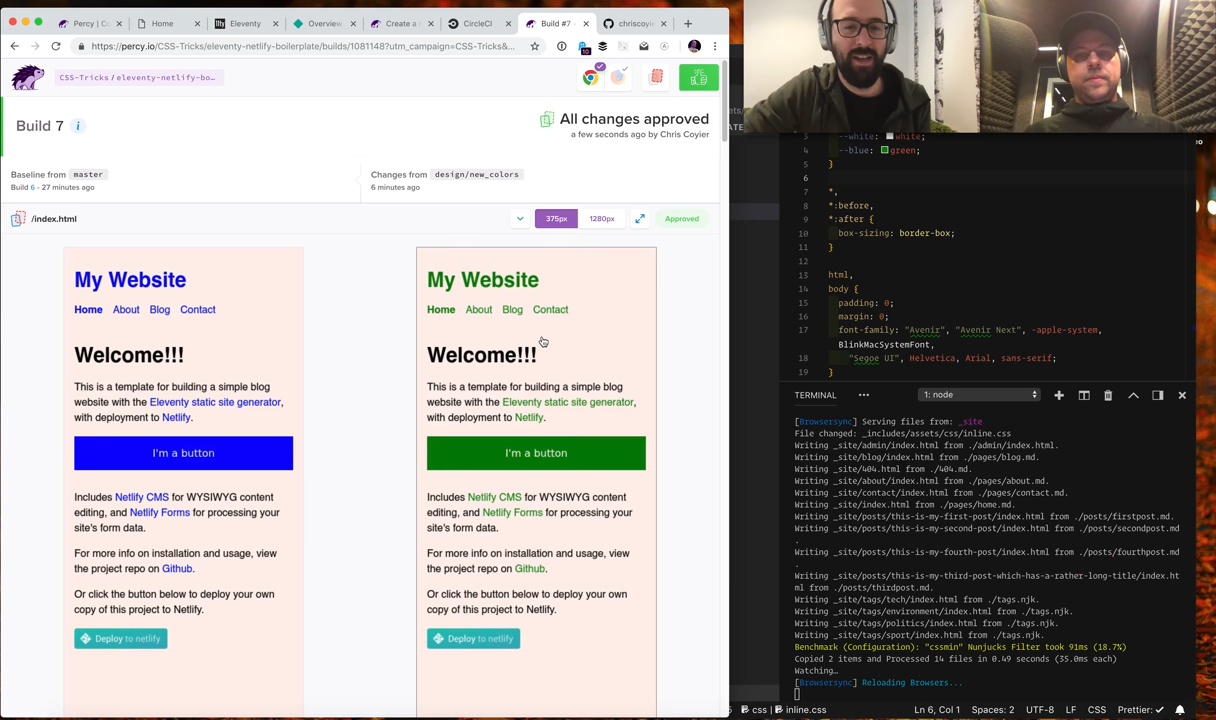 Percy | C
Home
Eleventy
Overview
Create a n
CircleCI
Build #7
chriscoyie
https://percy.io/CSS-Tricks/eleventy-netlify-boilerplate/builds/1081148?utm_campaign=CSS-Tricks&...
CSS-Tricks / eleventy-netlify-bo…
Build 7
All changes approved
a few seconds ago by Chris Coyier
Baseline from master
Build 6 - 27 minutes ago
Changes from design/new_colors
6 minutes ago
/index.html
375px
1280px
Approved
My Website
Home About Blog Contact
Welcome!!!
This is a template for building a simple blog
website with the Eleventy static site generator,
with deployment to Netlify.
I'm a button
Includes Netlify CMS for WYSIWYG content
editing, and Netlify Forms for processing your
site's form data.
For more info on installation and usage, view
the project repo on Github.
Or click the button below to deploy your own
copy of this project to Netlify.
Deploy to netlify
My Website
Home About Blog Contact
Welcome!!!
This is a template for building a simple blog
website with the Eleventy static site generator,
with deployment to Netlify.
I'm a button
Includes Netlify CMS for WYSIWYG content
editing, and Netlify Forms for processing your
site's form data.
For more info on installation and usage, view
the project repo on Github.
Or click the button below to deploy your own
copy of this project to Netlify.
Deploy to netlify
3 --white: white;
4 --blue: green;
5 }
6
7 *,
8 *:before,
9 *:after {
10 box-sizing: border-box;
11 }
12
13 html,
14 body {
15 padding: 0;
16 margin: 0;
17 font-family: "Avenir", "Avenir Next", -apple-system,
BlinkMacSystemFont,
18 "Segoe UI", Helvetica, Arial, sans-serif;
19 }
TERMINAL
1: node
[Browsersync] Serving files from: _site
File changed: _includes/assets/css/inline.css
Writing _site/admin/index.html from ./admin/index.html.
Writing _site/blog/index.html from ./pages/blog.md.
Writing _site/404.html from ./404.md.
Writing _site/about/index.html from ./pages/about.md.
Writing _site/contact/index.html from ./pages/contact.md.
Writing _site/index.html from ./pages/home.md.
Writing _site/posts/this-is-my-first-post/index.html from ./posts/firstpost.md.
Writing _site/posts/this-is-my-second-post/index.html from ./posts/secondpost.md
.
Writing _site/posts/this-is-my-fourth-post/index.html from ./posts/fourthpost.md
.
Writing _site/posts/this-is-my-third-post-which-has-a-rather-long-title/index.ht
ml from ./posts/thirdpost.md.
Writing _site/tags/tech/index.html from ./tags.njk.
Writing _site/tags/environment/index.html from ./tags.njk.
Writing _site/tags/politics/index.html from ./tags.njk.
Writing _site/tags/sport/index.html from ./tags.njk.
Benchmark (Configuration): "cssmin" Nunjucks Filter took 91ms (18.7%)
Copied 2 items and Processed 14 files in 0.49 seconds (35.0ms each)
Watching…
[Browsersync] Reloading Browsers...
css
inline.css
Ln 6, Col 1
Spaces: 2
UTF-8
LF
CSS
Prettier: ✓